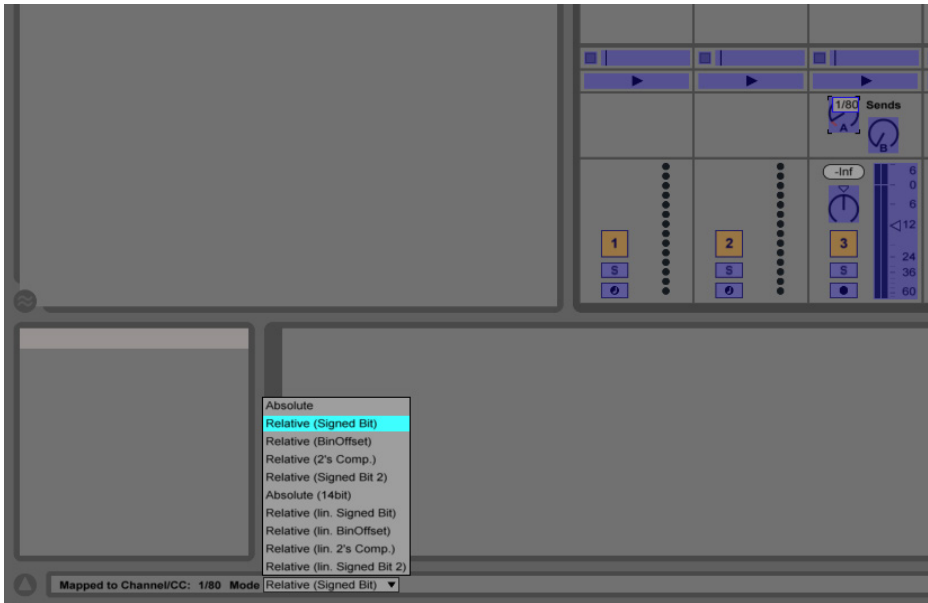 1/80 Sends
A
B
-Inf
6
0
6
12
24
36
60
1 2 3
S S S
Absolute
Relative (Signed Bit)
Relative (BinOffset)
Relative (2's Comp.)
Relative (Signed Bit 2)
Absolute (14bit)
Relative (lin. Signed Bit)
Relative (lin. BinOffset)
Relative (lin. 2's Comp.)
Relative (lin. Signed Bit 2)
Mapped to Channel/CC: 1/80 Mode Relative (Signed Bit)